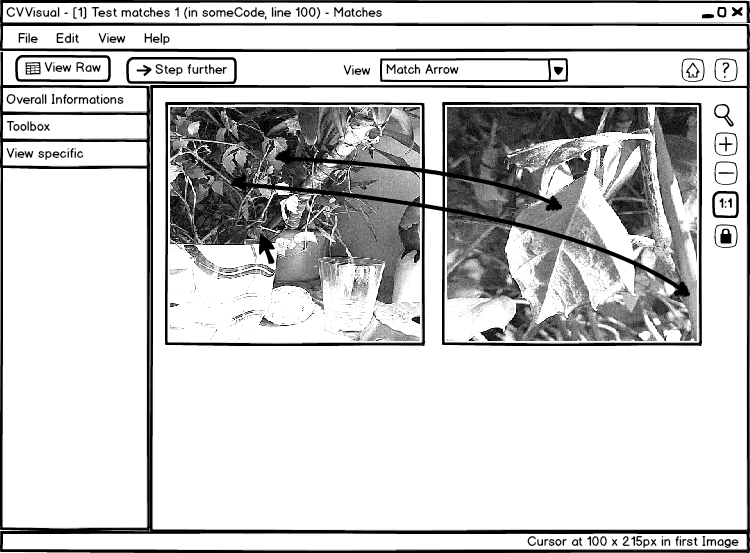 CVVisual - [1] Test matches 1 (in someCode, line 100) - Matches
File Edit View Help
View Raw Step further View Match Arrow ?
Overall Informations
Toolbox
View specific
1:1
Cursor at 100 x 215px in first Image